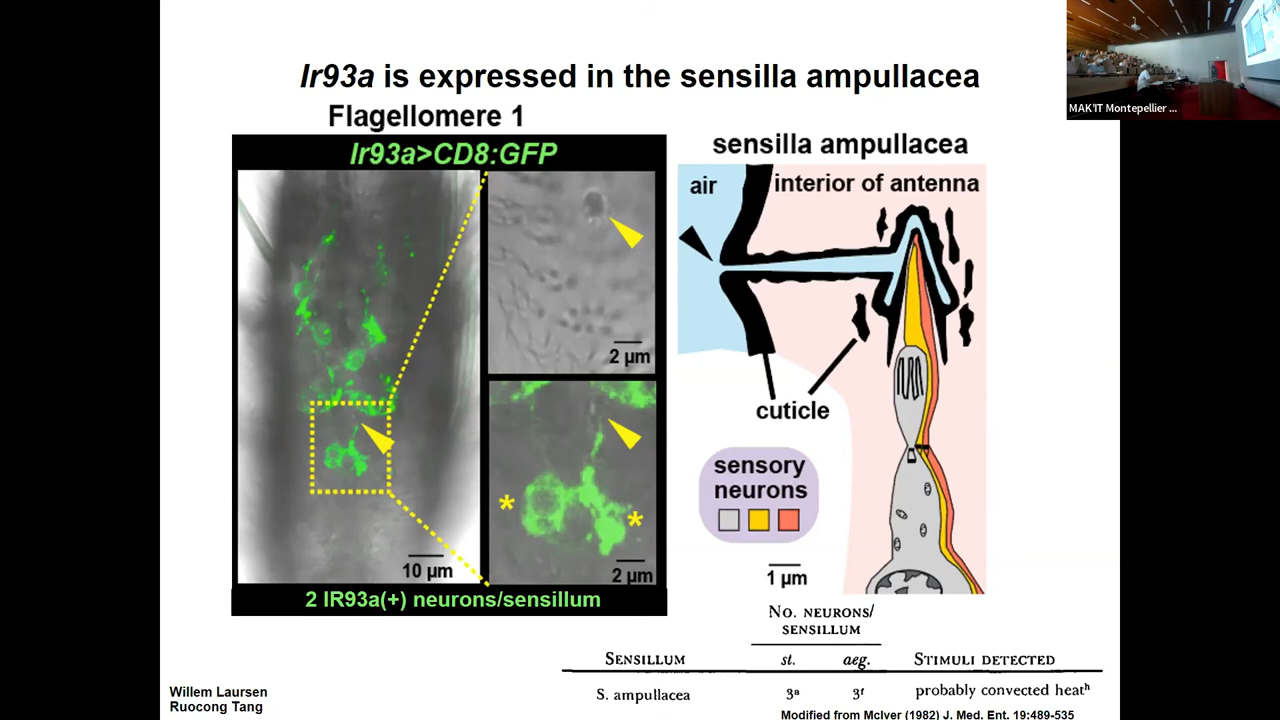 Ir93a is expressed in the sensilla ampullacea
Flagellomere 1
Ir93a>CD8:GFP
10 µm
2 µm
* *
2 µm
2 IR93a(+) neurons/sensillum
sensilla ampullacea
air
interior of antenna
cuticle
sensory
neurons
1 µm
No. neurons/
sensillum
Sensillum st. aeg. Stimuli detected
S. ampullacea 3ⁿ 3ᶠ probably convected heatʰ
Modified from McIver (1982) J. Med. Ent. 19:489-535
Willem Laursen
Ruocong Tang
MAK'IT Montepellier ...